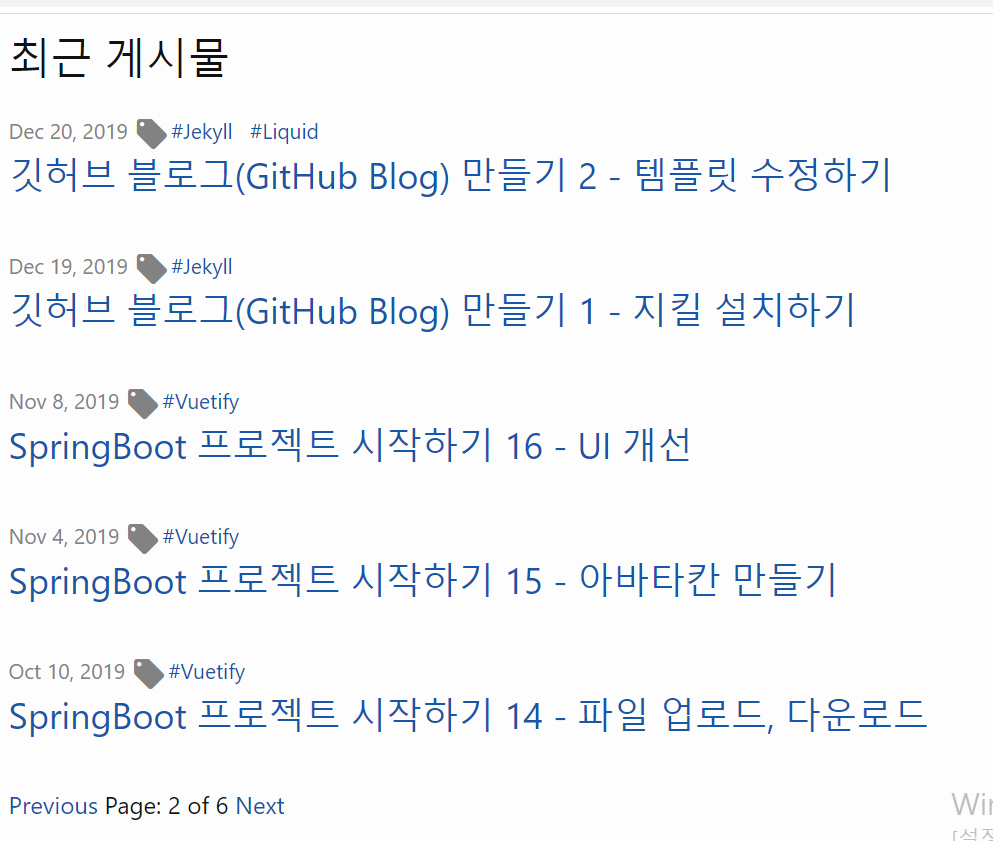 최근 게시물
Dec 20, 2019 #Jekyll #Liquid
깃허브 블로그(GitHub Blog) 만들기 2 - 템플릿 수정하기
Dec 19, 2019 #Jekyll
깃허브 블로그(GitHub Blog) 만들기 1 - 지킬 설치하기
Nov 8, 2019 #Vuetify
SpringBoot 프로젝트 시작하기 16 - UI 개선
Nov 4, 2019 #Vuetify
SpringBoot 프로젝트 시작하기 15 - 아바타칸 만들기
Oct 10, 2019 #Vuetify
SpringBoot 프로젝트 시작하기 14 - 파일 업로드, 다운로드
Previous Page: 2 of 6 Next